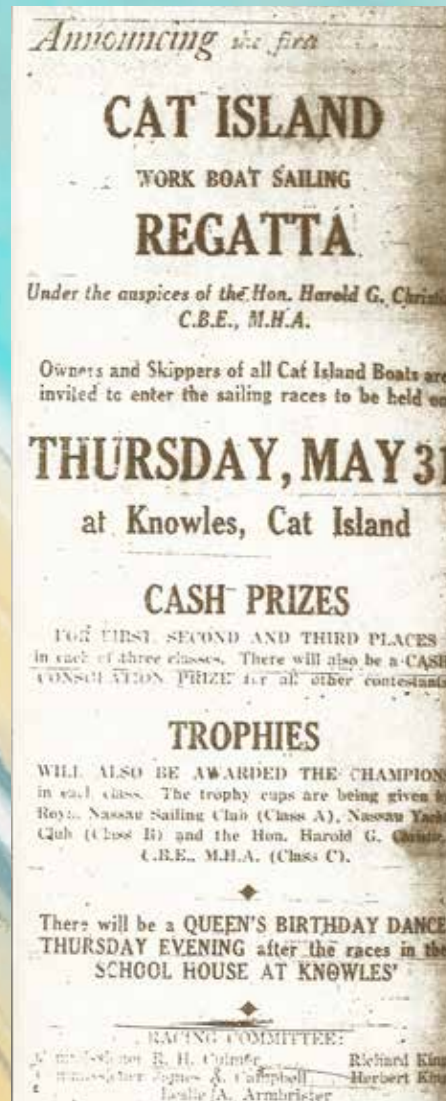 Announcing the first
CAT ISLAND
WORK BOAT SAILING
REGATTA
Under the auspices of the Hon. Harold G. Christie
C.B.E., M.H.A.
Owners and Skippers of all Cat Island Boats are
invited to enter the sailing races to be held on
THURSDAY, MAY 31
at Knowles, Cat Island
CASH PRIZES
FOR FIRST, SECOND AND THIRD PLACES
in each of three classes. There will also be a CASH
CONSOLATION PRIZE for all other contestants
TROPHIES
WILL ALSO BE AWARDED THE CHAMPIONS
in each class. The trophy cups are being given by
Royal Nassau Sailing Club (Class A), Nassau Yacht
Club (Class B) and the Hon. Harold G. Christie,
C.B.E., M.H.A. (Class C).
There will be a QUEEN'S BIRTHDAY DANCE
THURSDAY EVENING after the races in the
SCHOOL HOUSE AT KNOWLES'
RACING COMMITTEE:
R. H. Richard King
James A. Campbell Herbert King
Leslie A. Armbrister